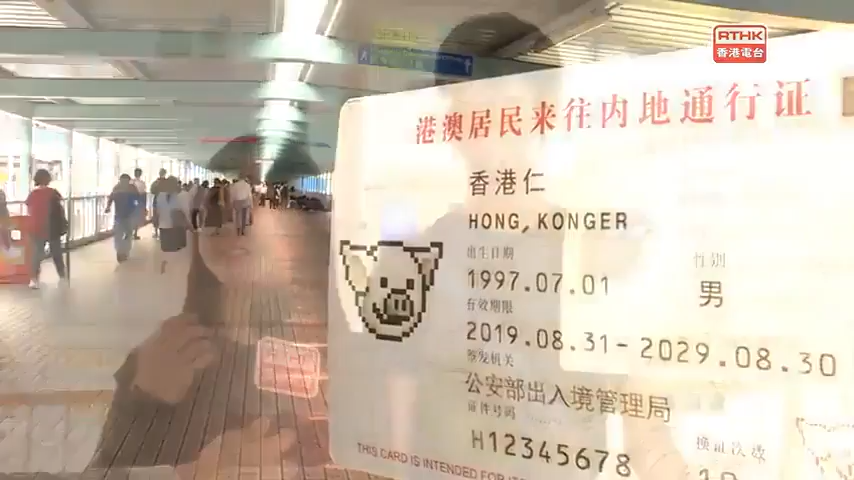 RTHK
香港電台
港澳居民来往内地通行证
香港仁
HONG, KONGER
出生日期
性别
1997.07.01
男
有效期限
2019.08.31-2029.08.30
签发机关
公安部出入境管理局
证件号码
H12345678
换证次数
THIS CARD IS INTENDED FOR